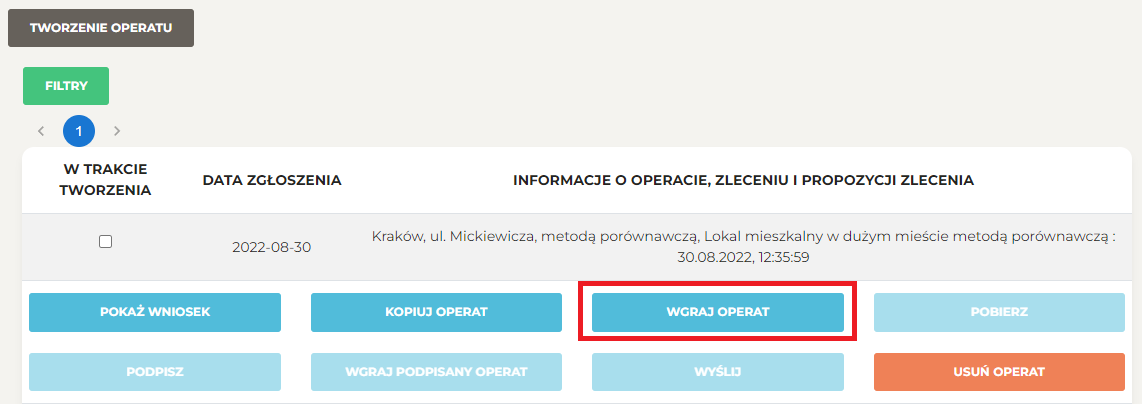 TWORZENIE OPERATU
FILTRY
1
W TRAKCIE
TWORZENIA
DATA ZGŁOSZENIA
INFORMACJE O OPERACIE, ZLECENIU I PROPOZYCJI ZLECENIA
2022-08-30
Kraków, ul. Mickiewicza, metodą porównawczą, Lokal mieszkalny w dużym mieście metodą porównawczą :
30.08.2022, 12:35:59
POKAŻ WNIOSEK
KOPIUJ OPERAT
WGRAJ OPERAT
POBIERZ
PODPISZ
WGRAJ PODPISANY OPERAT
WYŚLIJ
USUŃ OPERAT